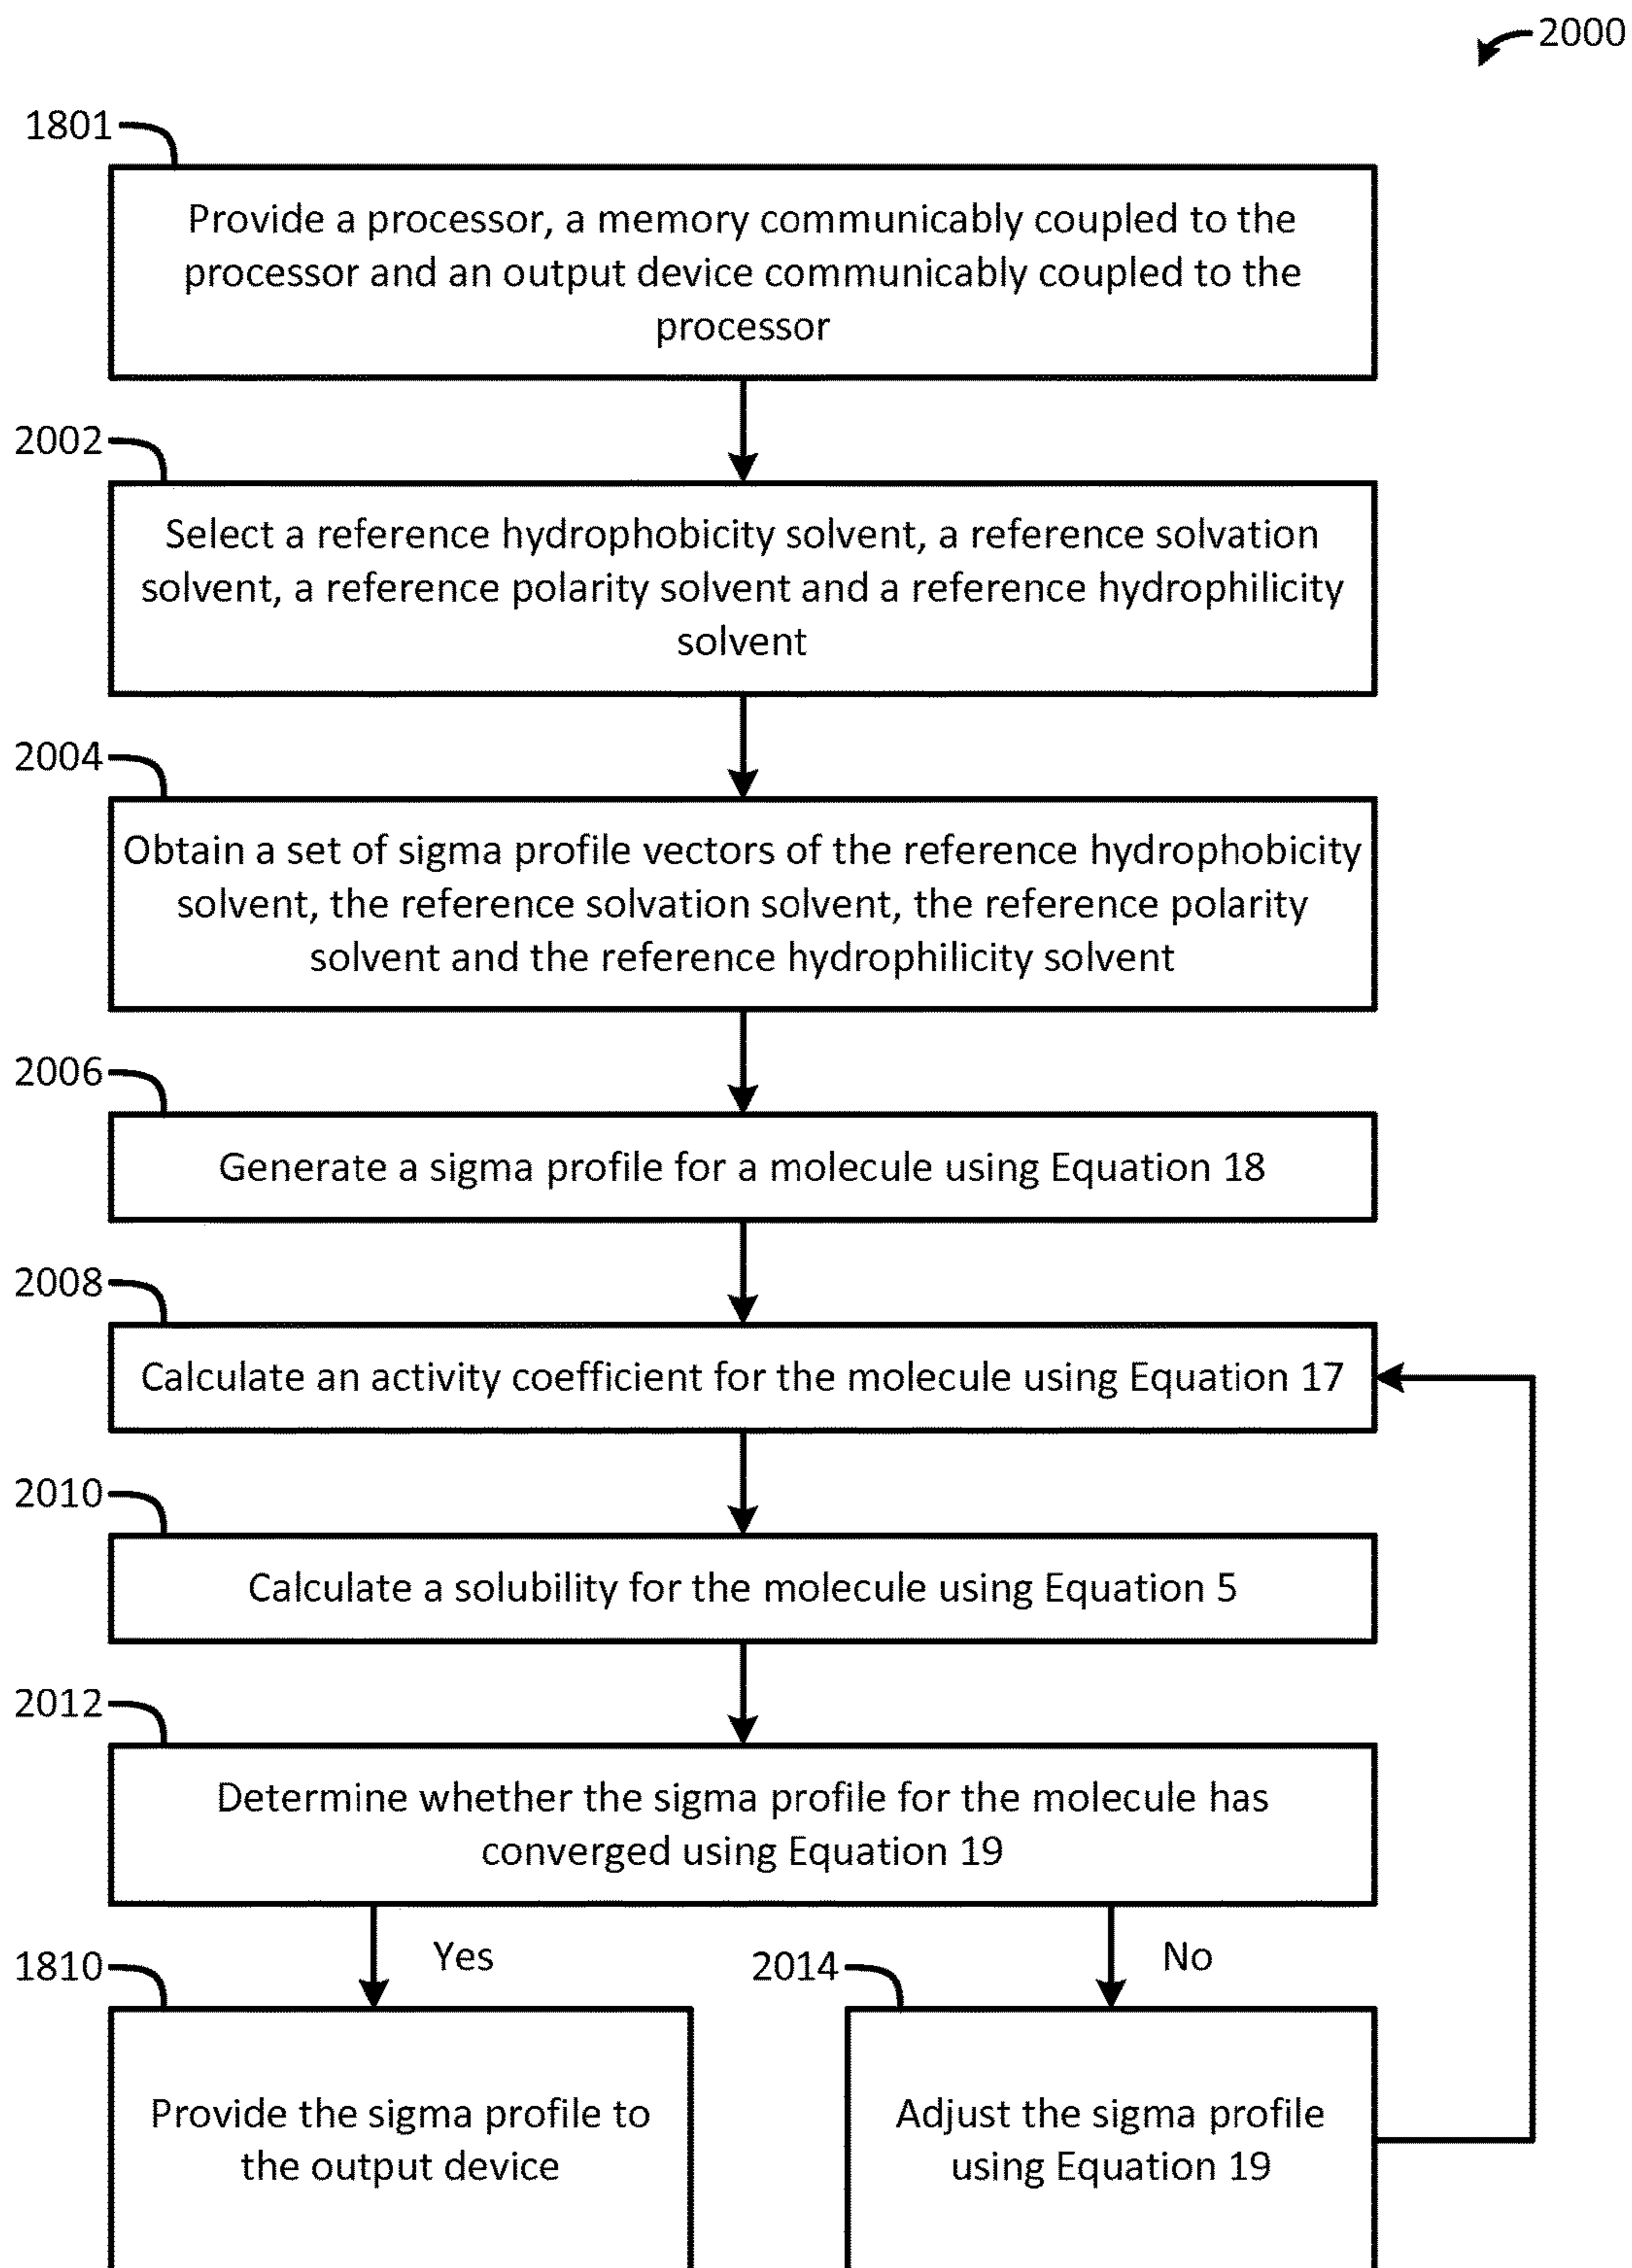 2000
1801
Provide a processor, a memory communicably coupled to the
processor and an output device communicably coupled to the
processor
2002
Select a reference hydrophobicity solvent, a reference solvation
solvent, a reference polarity solvent and a reference hydrophilicity
solvent
2004
Obtain a set of sigma profile vectors of the reference hydrophobicity
solvent, the reference solvation solvent, the reference polarity
solvent and the reference hydrophilicity solvent
2006
Generate a sigma profile for a molecule using Equation 18
2008
Calculate an activity coefficient for the molecule using Equation 17
2010
Calculate a solubility for the molecule using Equation 5
2012
Determine whether the sigma profile for the molecule has
converged using Equation 19
Yes
No
1810
Provide the sigma profile to
the output device
2014
Adjust the sigma profile
using Equation 19